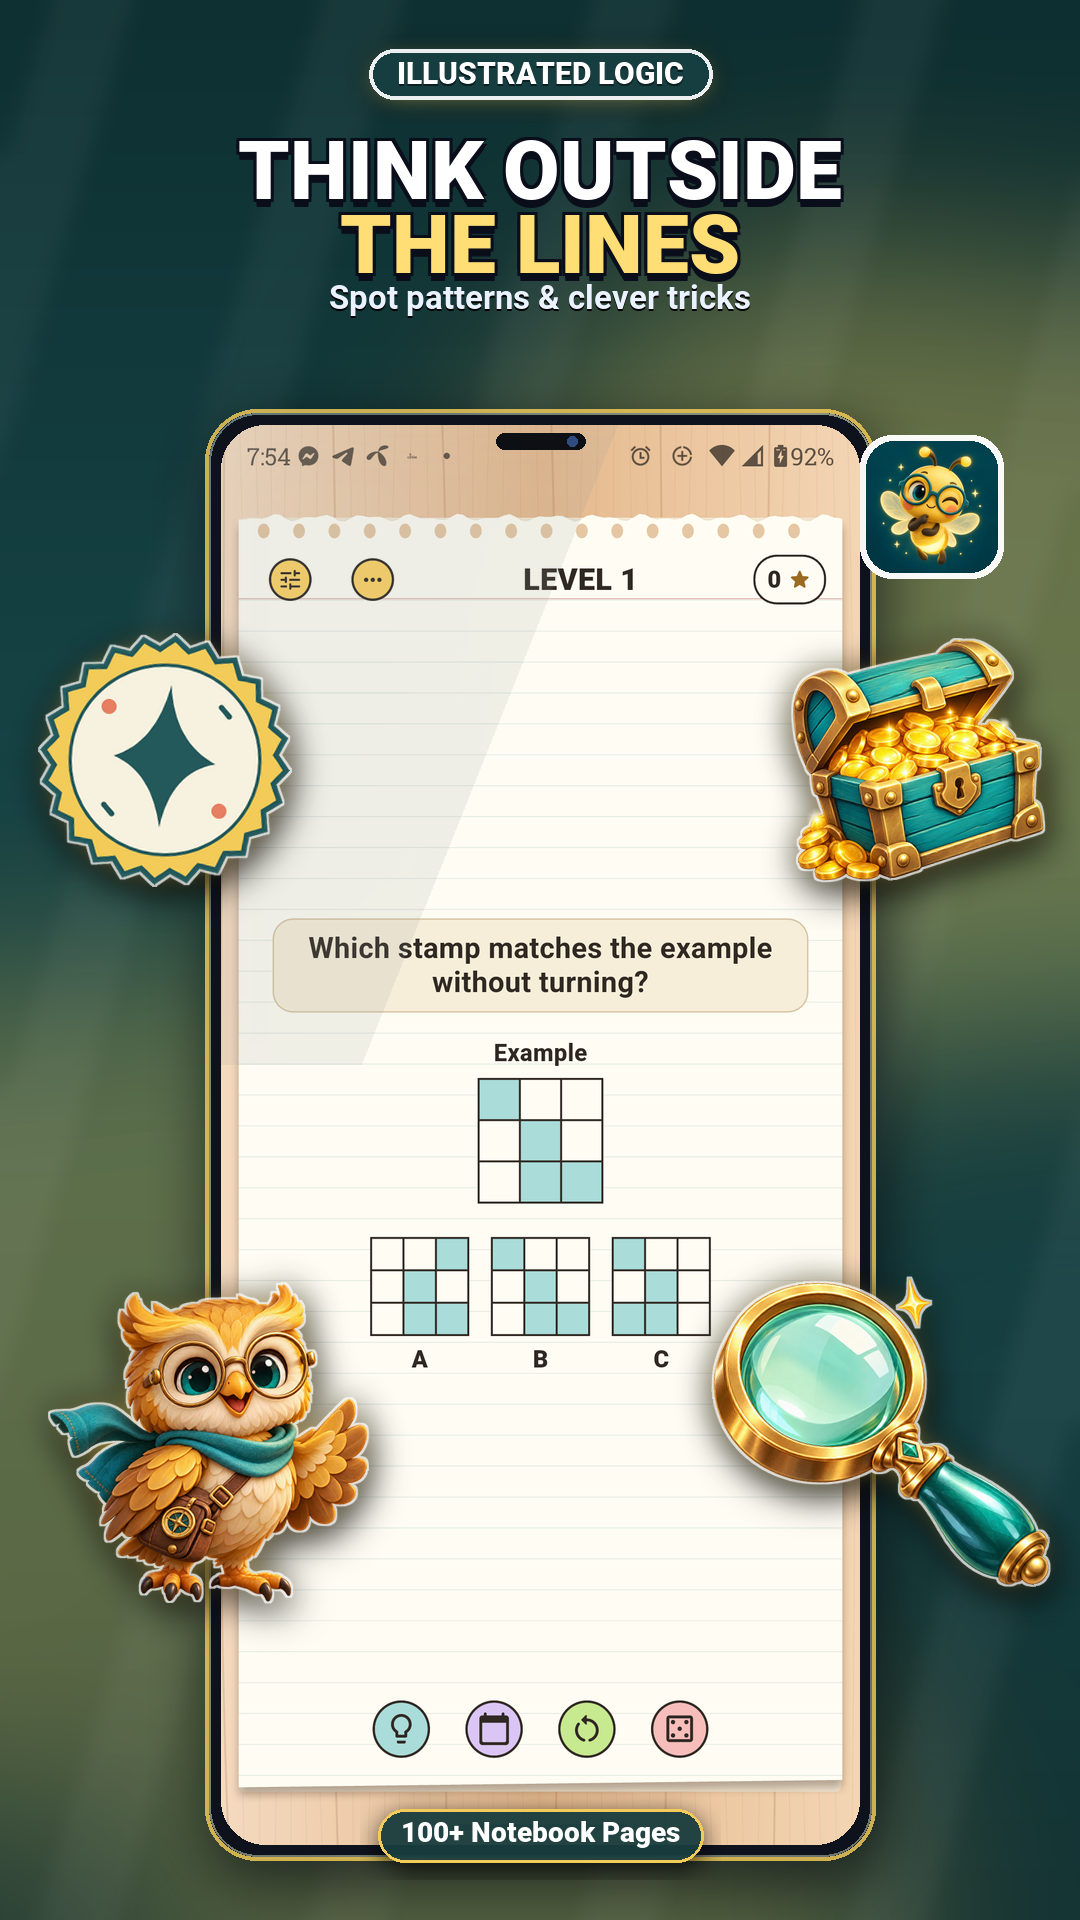 ILLUSTRATED LOGIC
THINK OUTSIDE
THE LINES
Spot patterns & clever tricks
7:54
92%
LEVEL 1
0
Which stamp matches the example
without turning?
Example
A B C
100+ Notebook Pages